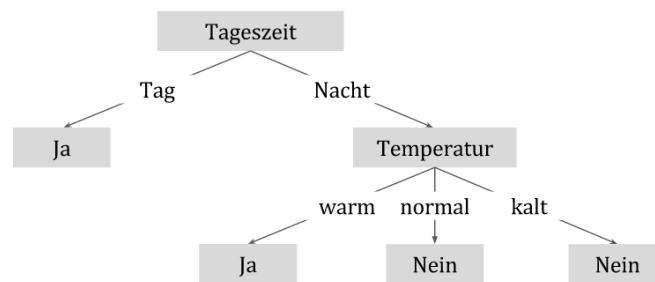 Tageszeit
Tag Nacht
Ja Temperatur
warm normal kalt
Ja Nein Nein